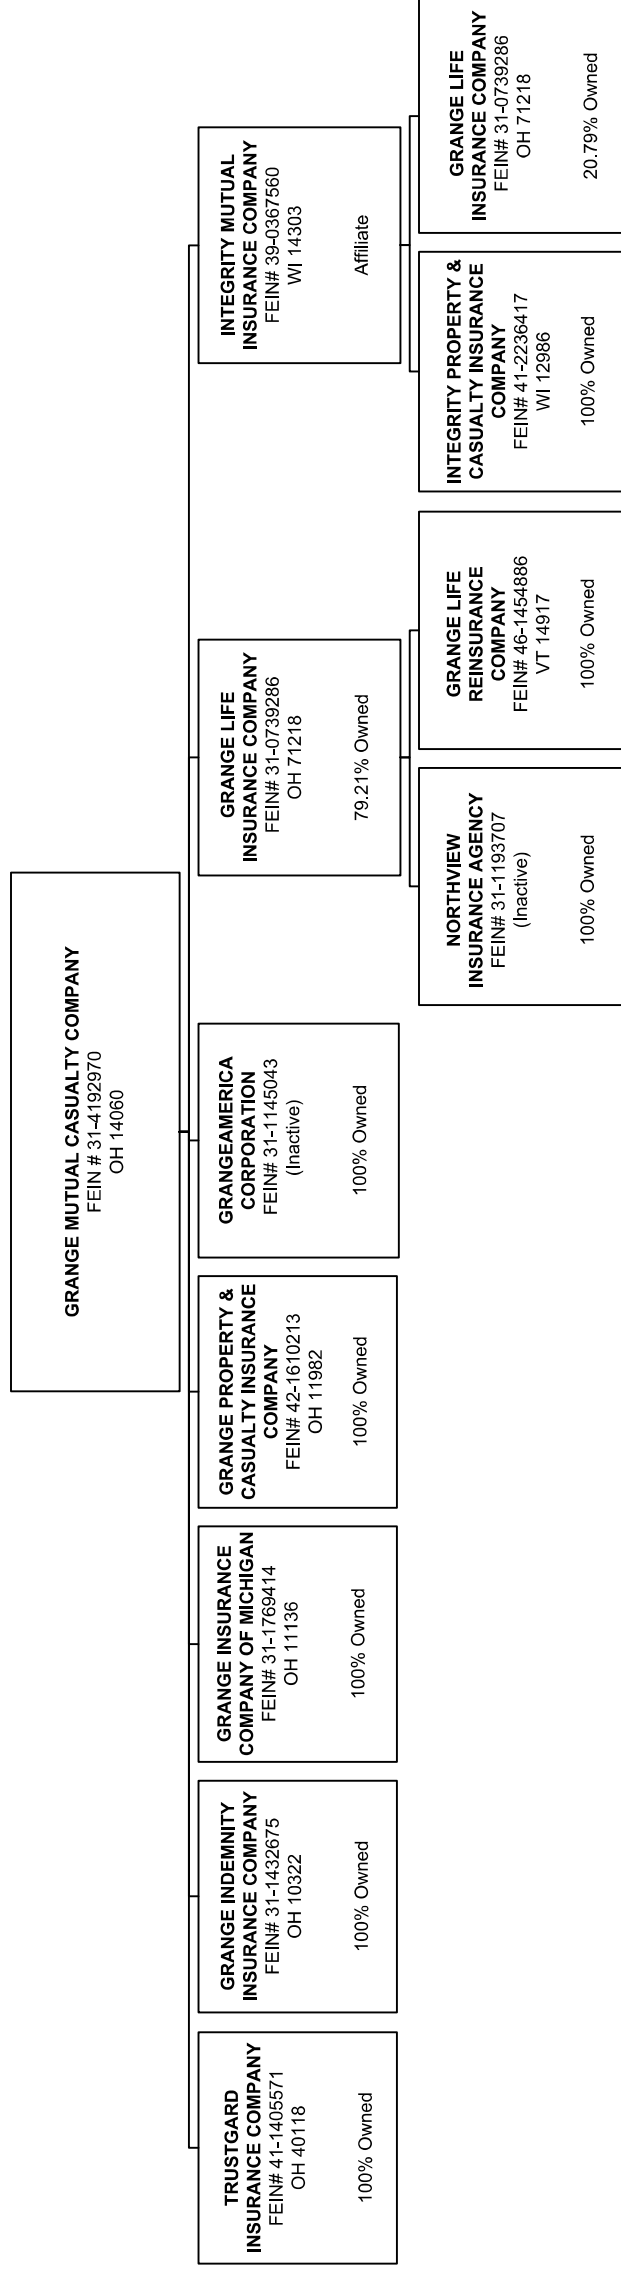 GRANGE MUTUAL CASUALTY COMPANY
FEIN # 31-4192970
OH 14060
TRUSTGARD
INSURANCE COMPANY
FEIN# 41-1405571
OH 40118
100% Owned
GRANGE INDEMNITY
INSURANCE COMPANY
FEIN# 31-1432675
OH 10322
100% Owned
GRANGE INSURANCE
COMPANY OF MICHIGAN
FEIN# 31-1769414
OH 11136
100% Owned
GRANGE PROPERTY &
CASUALTY INSURANCE
COMPANY
FEIN# 42-1610213
OH 11982
100% Owned
GRANGEAMERICA
CORPORATION
FEIN# 31-1145043
(Inactive)
100% Owned
GRANGE LIFE
INSURANCE COMPANY
FEIN# 31-0739286
OH 71218
79.21% Owned
INTEGRITY MUTUAL
INSURANCE COMPANY
FEIN# 39-0367560
WI 14303
Affiliate
NORTHVIEW
INSURANCE AGENCY
FEIN# 31-1193707
(Inactive)
100% Owned
GRANGE LIFE
REINSURANCE
COMPANY
FEIN# 46-1454886
VT 14917
100% Owned
INTEGRITY PROPERTY &
CASUALTY INSURANCE
COMPANY
FEIN# 41-2236417
WI 12986
100% Owned
GRANGE LIFE
INSURANCE COMPANY
FEIN# 31-0739286
OH 71218
20.79% Owned